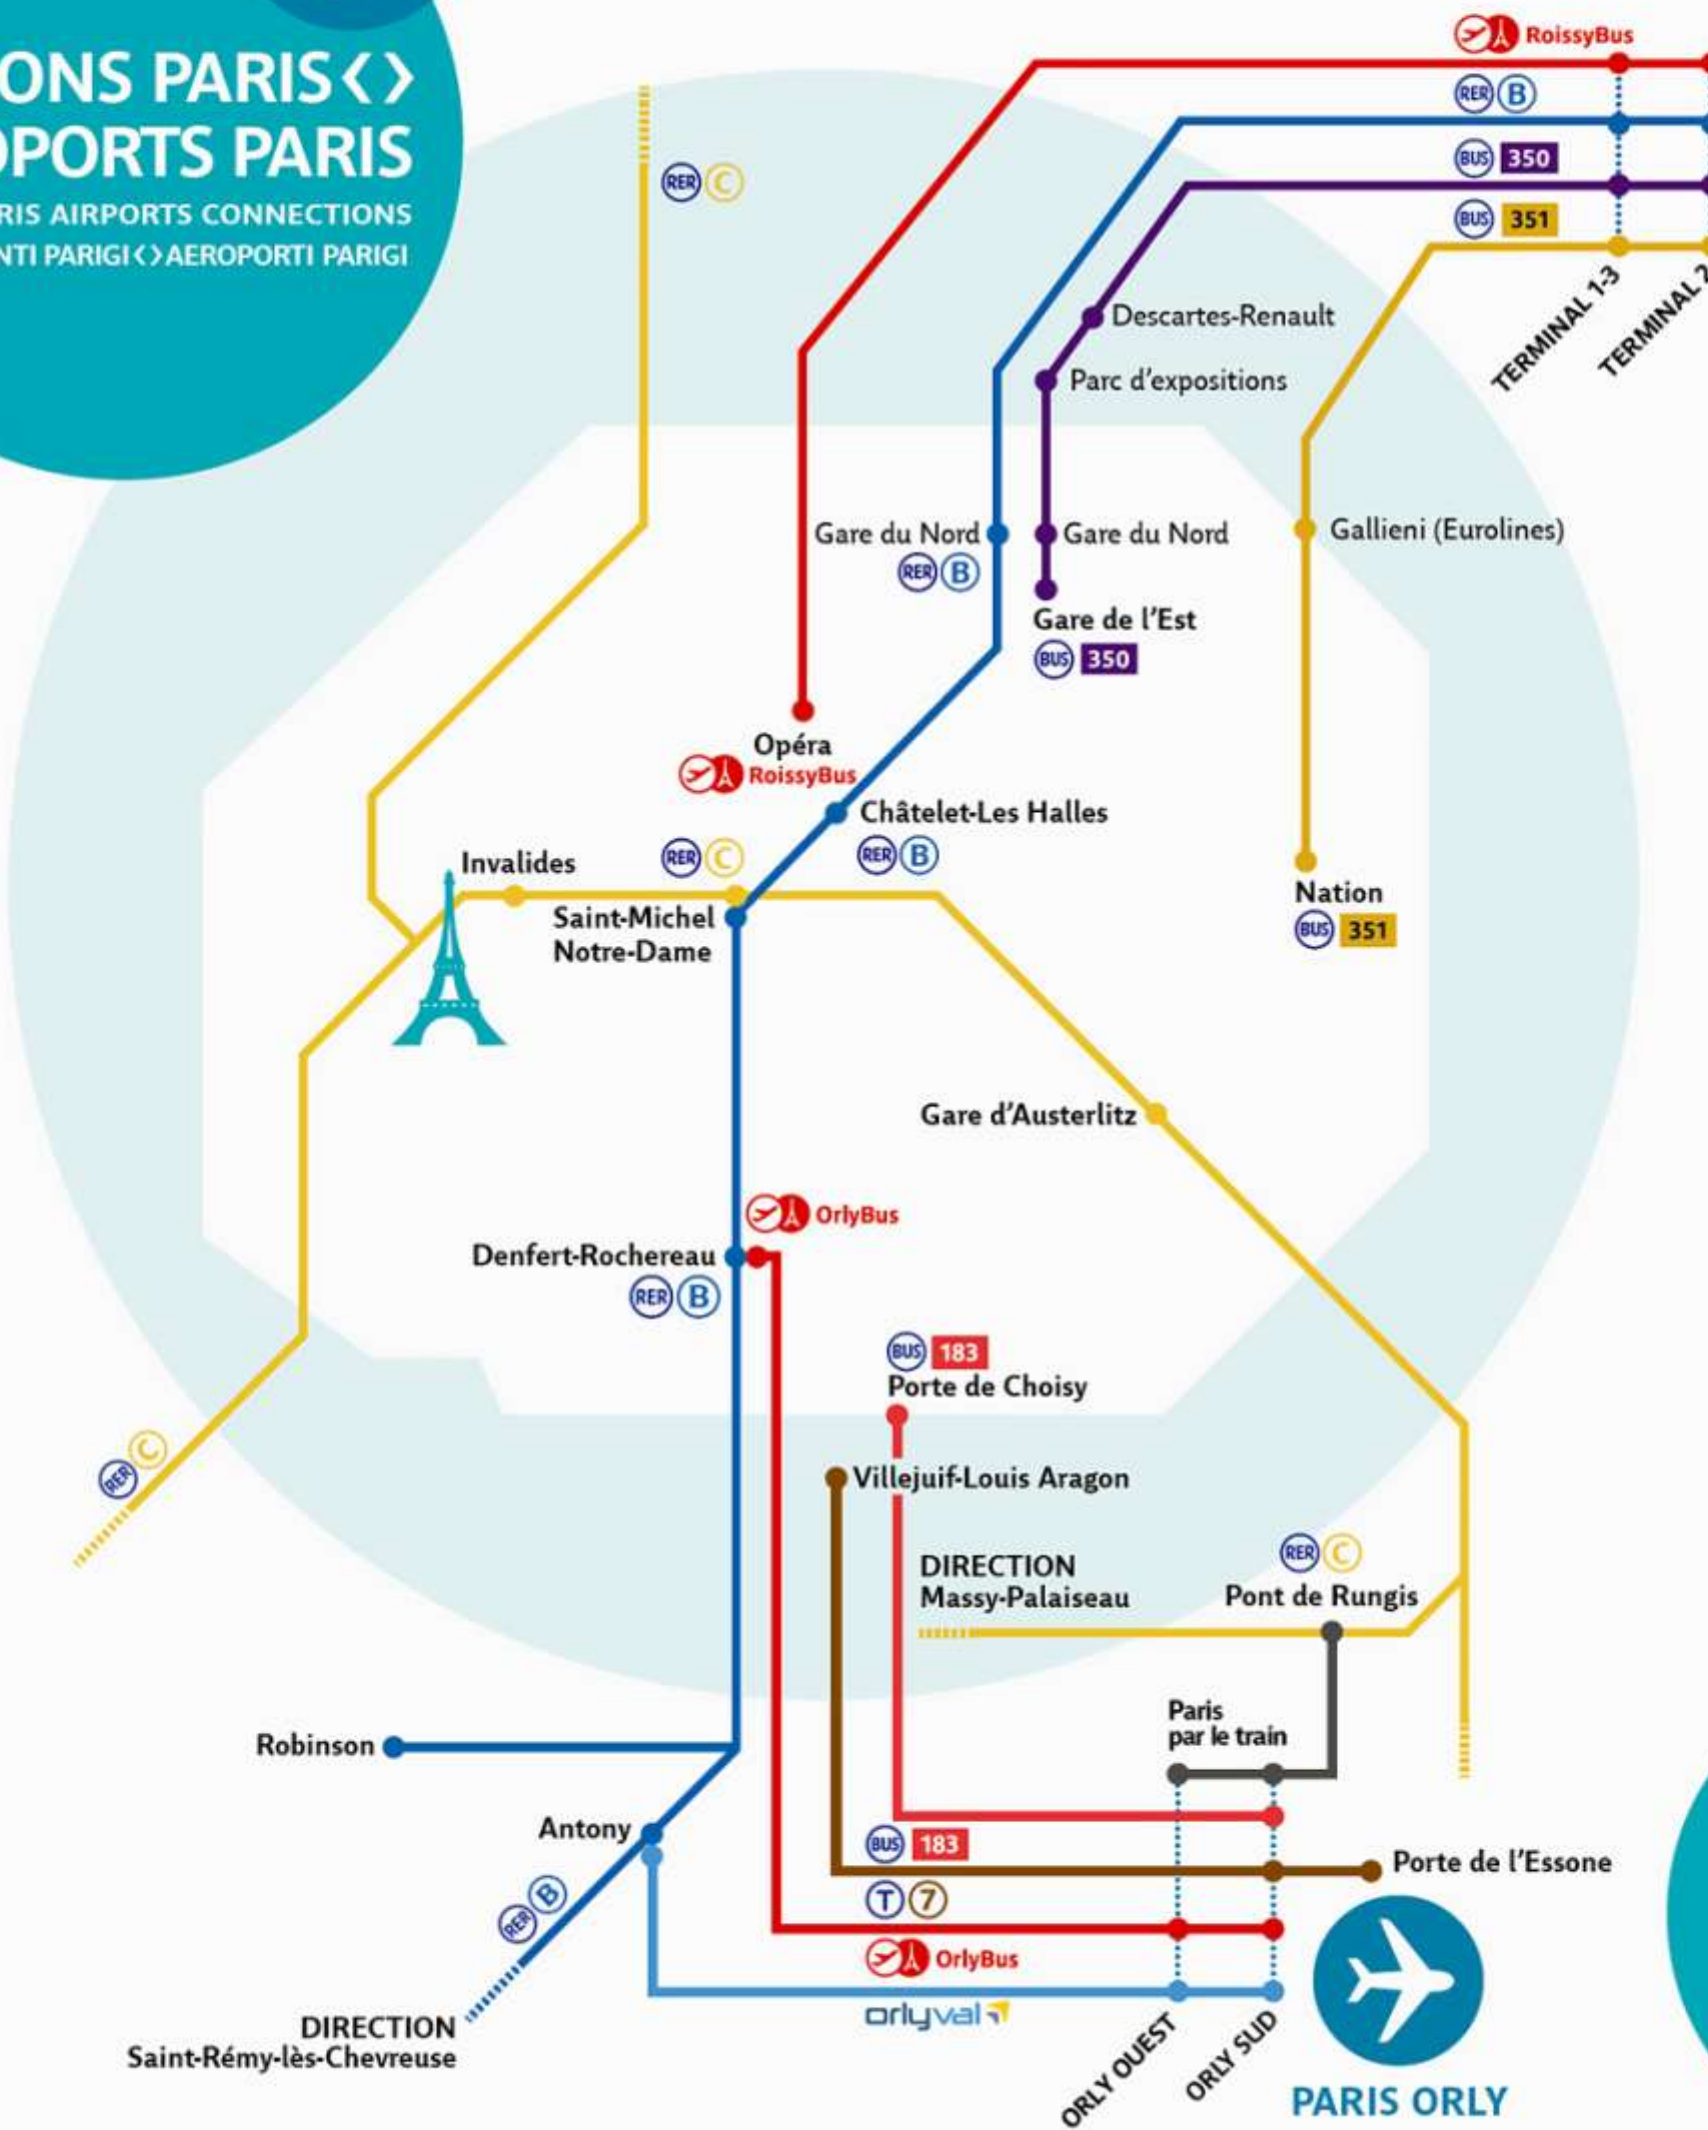 ONS PARIS<>
OPORTS PARIS
RIS AIRPORTS CONNECTIONS
NTI PARIGI<>AEROPORTI PARIGI
RoissyBus
RER B
BUS 350
BUS 351
TERMINAL 1-3
TERMINAL 2
RER C
Descartes-Renault
Parc d'expositions
Gare du Nord
RER B
Gare du Nord
Gallieni (Eurolines)
Gare de l'Est
BUS 350
Opéra
RoissyBus
Châtelet-Les Halles
RER B
Invalides
RER C
Saint-Michel
Notre-Dame
Nation
BUS 351
Gare d'Austerlitz
OrlyBus
Denfert-Rochereau
RER B
BUS 183
Porte de Choisy
RER C
Villejuif-Louis Aragon
DIRECTION
Massy-Palaiseau
RER C
Pont de Rungis
Paris
par le train
Robinson
Antony
BUS 183
Porte de l'Essone
T 7
RER B
OrlyBus
orlyval
DIRECTION
Saint-Rémy-lès-Chevreuse
ORLY OUEST
ORLY SUD
PARIS ORLY